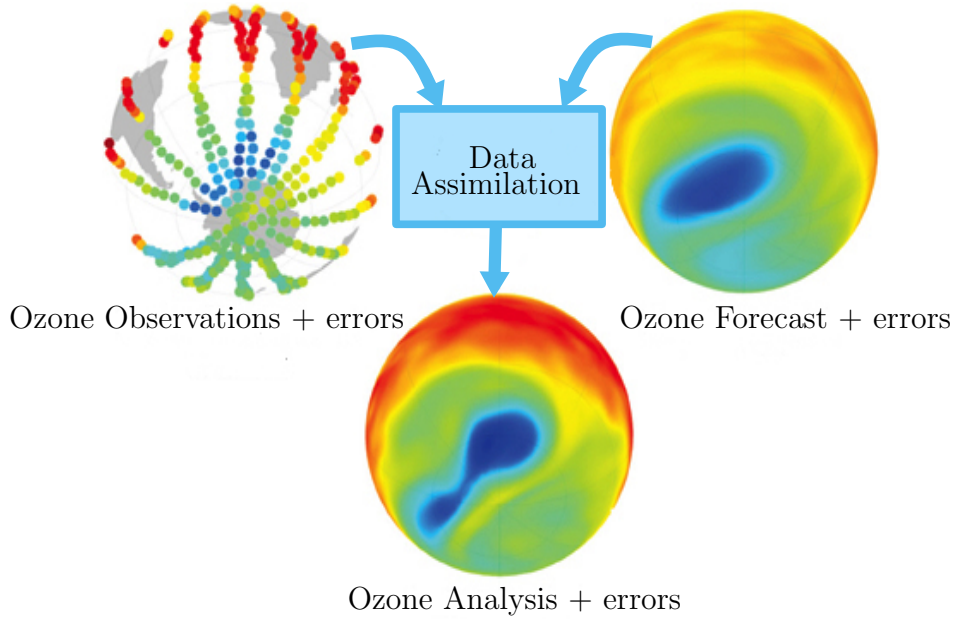 Data
Assimilation
Ozone Observations + errors
Ozone Forecast + errors
Ozone Analysis + errors